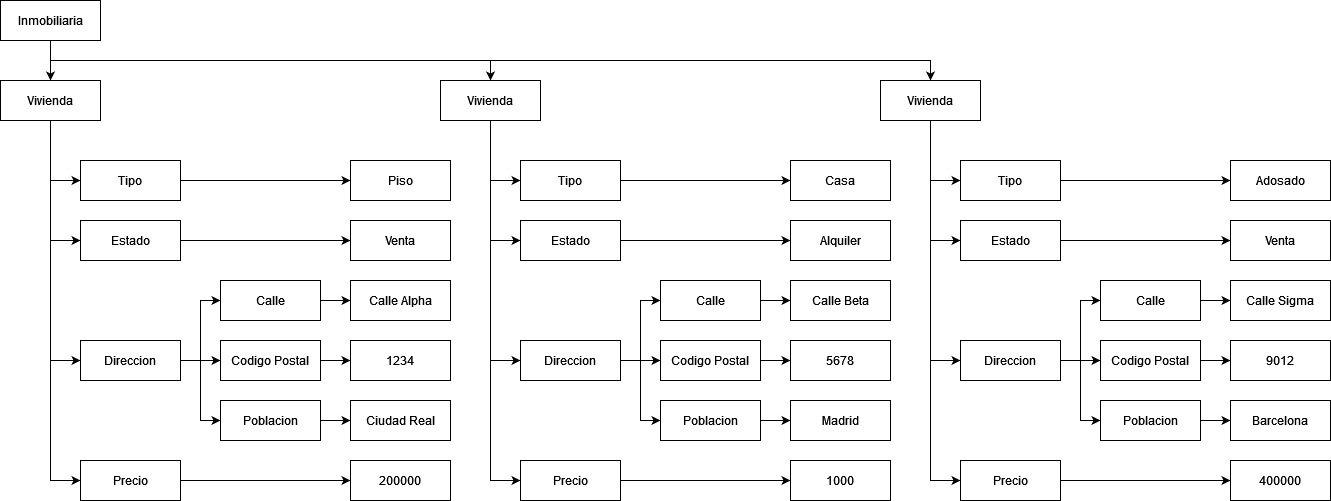 Inmobiliaria
Vivienda
Vivienda
Vivienda
Tipo
Piso
Tipo
Casa
Tipo
Adosado
Estado
Venta
Estado
Alquiler
Estado
Venta
Calle
Calle Alpha
Calle
Calle Beta
Calle
Calle Sigma
Direccion
Codigo Postal
1234
Direccion
Codigo Postal
5678
Direccion
Codigo Postal
9012
Poblacion
Ciudad Real
Poblacion
Madrid
Poblacion
Barcelona
Precio
200000
Precio
1000
Precio
400000